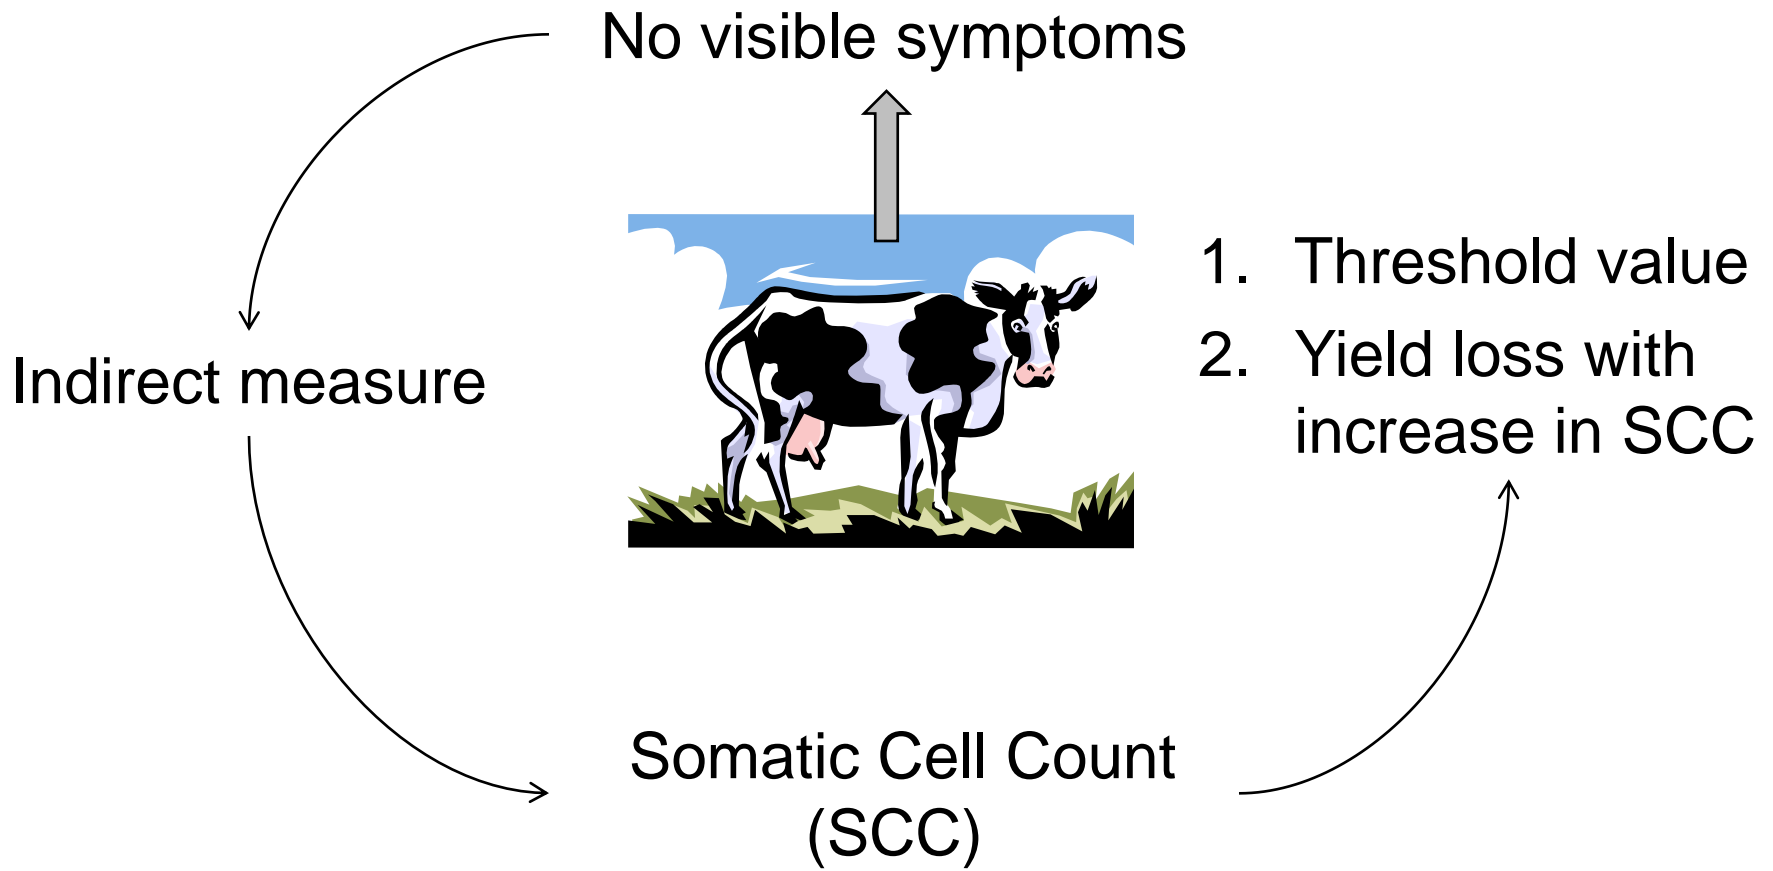 No visible symptoms
Indirect measure
Somatic Cell Count
(SCC)
1. Threshold value
2. Yield loss with
increase in SCC